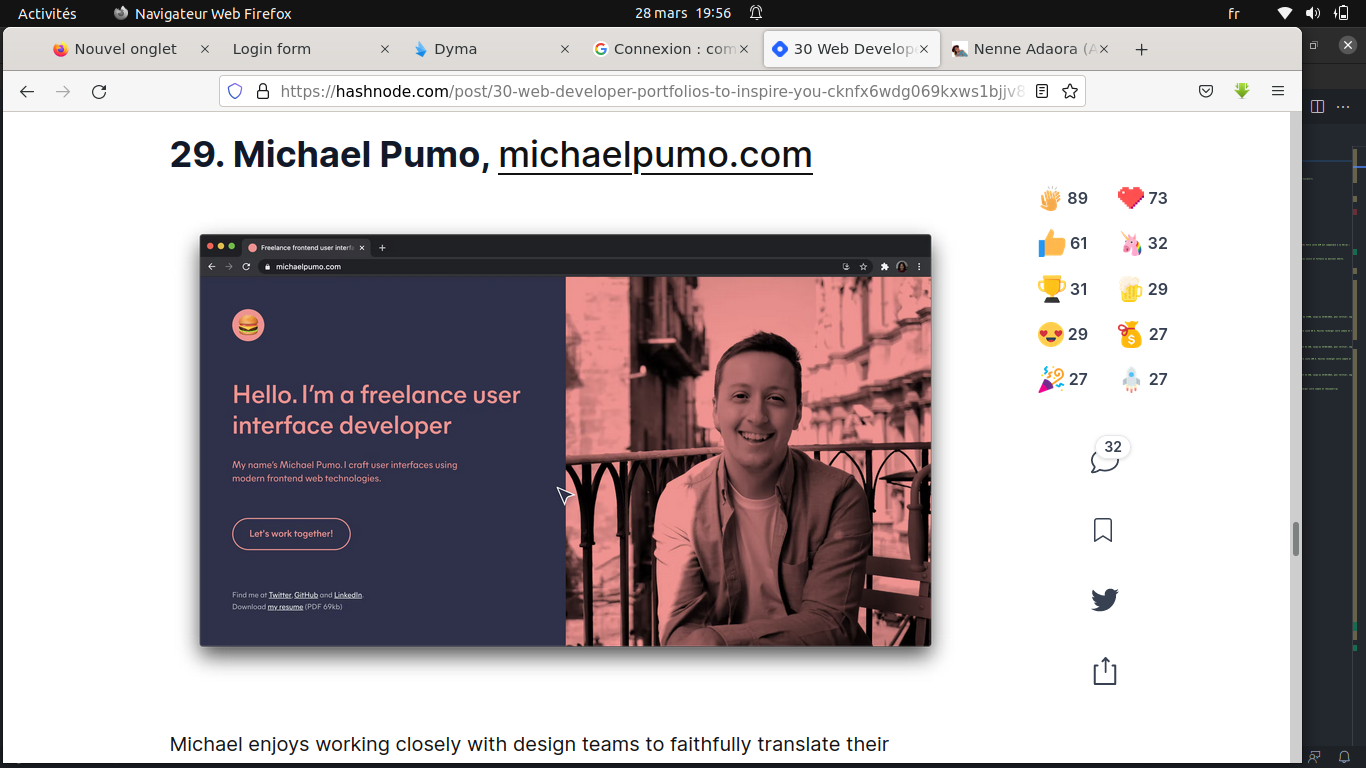 Activités Navigateur Web Firefox 28 mars 19:56 fr
Nouvel onglet Login form Dyma Connexion : com 30 Web Develop Nenne Adaora (A
https://hashnode.com/post/30-web-developer-portfolios-to-inspire-you-cknfx6wdg069kxws1bjjv8
29. Michael Pumo, michaelpumo.com
89 73
61 32
31 29
29 27
27 27
32
Freelance frontend user interf
michaelpumo.com
Hello. I'm a freelance user
interface developer
My name's Michael Pumo. I craft user interfaces using
modern frontend web technologies.
Let's work together!
Find me at Twitter, GitHub and LinkedIn.
Download my resume (PDF 69kb)
Michael enjoys working closely with design teams to faithfully translate their